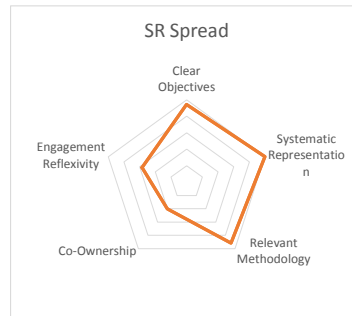 SR Spread
Clear
Objectives
Systematic
Representatio
n
Relevant
Methodology
Co-Ownership
Engagement
Reflexivity